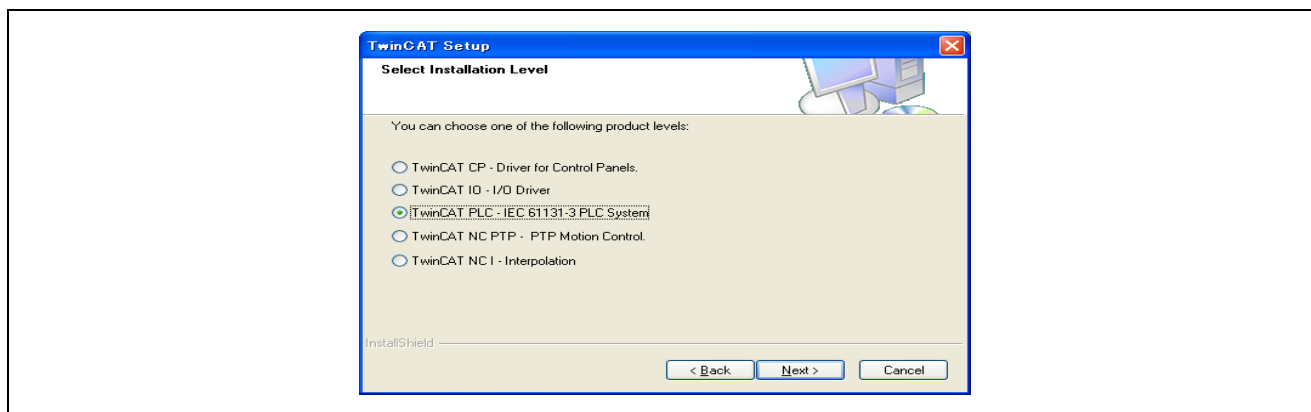 TwinCAT Setup
Select Installation Level
You can choose one of the following product levels:
TwinCAT CP - Driver for Control Panels.
TwinCAT IO - I/O Driver
TwinCAT PLC - IEC 61131-3 PLC System
TwinCAT NC PTP - PTP Motion Control.
TwinCAT NC I - Interpolation
InstallShield
< Back Next > Cancel